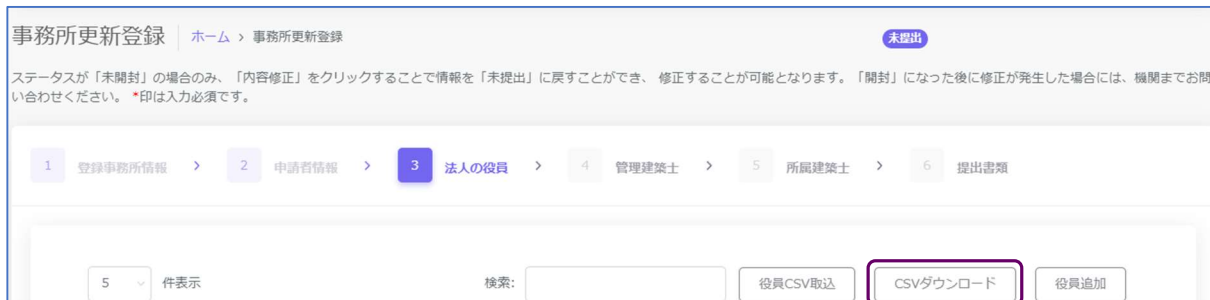 事務所更新登録 ホーム > 事務所更新登録 未提出
ステータスが「未開封」の場合のみ、「内容修正」をクリックすることで情報を「未提出」に戻すことができ、 修正することが可能となります。「開封」になった後に修正が発生した場合には、機関までお問
い合わせください。 *印は入力必須です。
1 登録事務所情報 > 2 申請者情報 > 3 法人の役員 > 4 管理建築士 > 5 所属建築士 > 6 提出書類
5 件表示 検索: 役員CSV取込 CSVダウンロード 役員追加